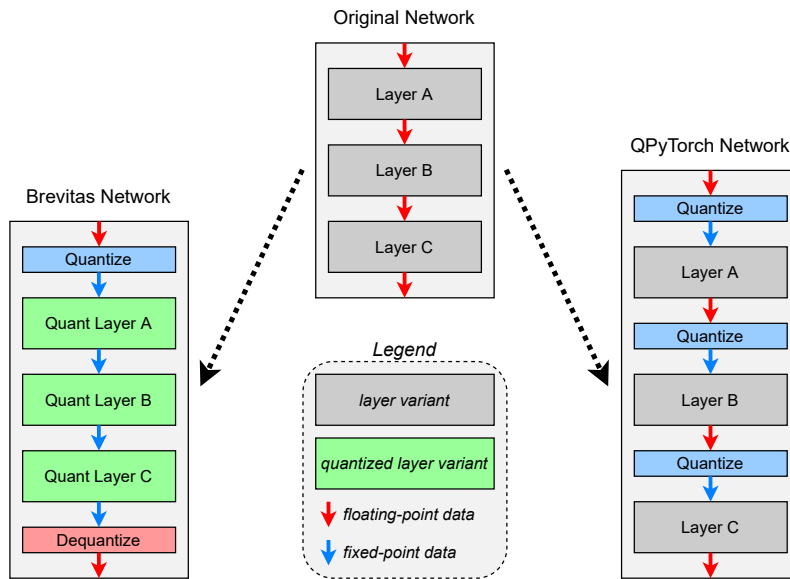 Original Network
Layer A
Layer B
Layer C
Brevitas Network
Quantize
Quant Layer A
Quant Layer B
Quant Layer C
Dequantize
Legend
layer variant
quantized layer variant
floating-point data
fixed-point data
QPyTorch Network
Quantize
Layer A
Quantize
Layer B
Quantize
Layer C